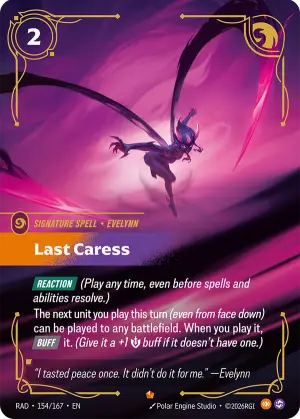 2
SIGNATURE SPELL • EVELYNN
Last Caress
REACTION (Play any time, even before spells and
abilities resolve.)
The next unit you play this turn (even from face down)
can be played to any battlefield. When you play it,
BUFF it. (Give it a +1 buff if it doesn't have one.)
"I tasted peace once. It didn't do it for me." —Evelynn
RAD • 154/167 • EN
Polar Engine Studio • ©2026RGL